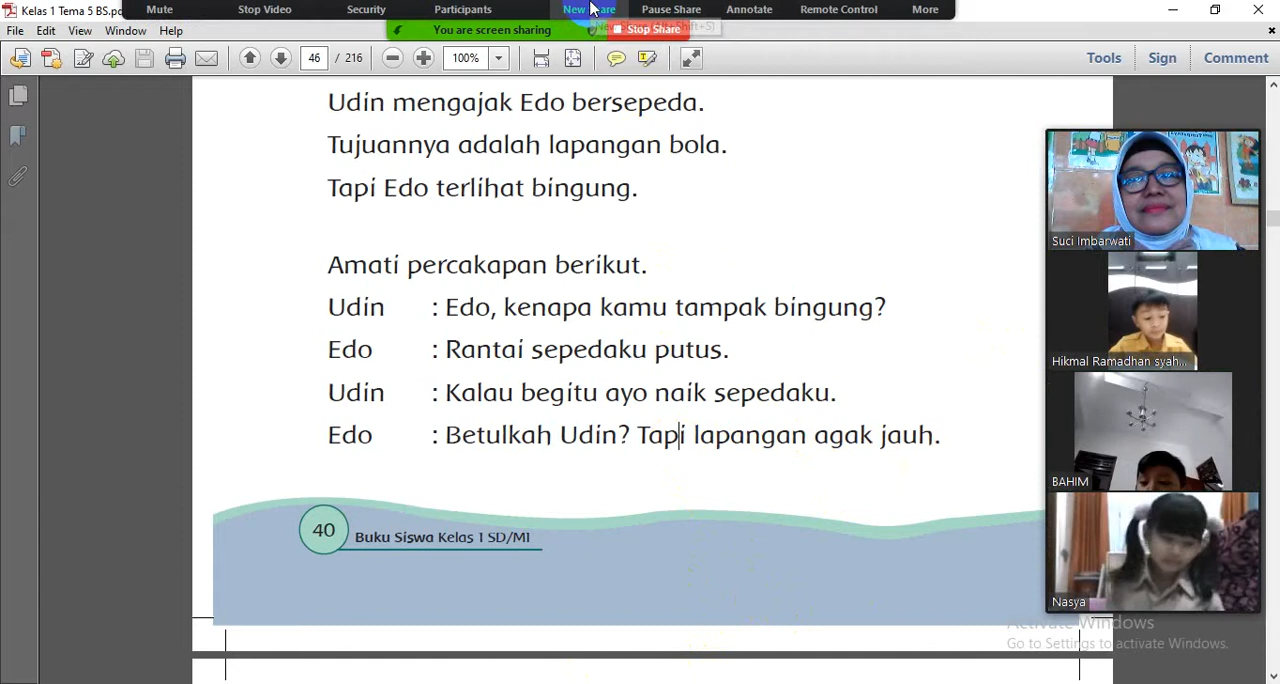 Kelas 1 Tema 5 BS.pd
Mute Stop Video Security Participants New Share Pause Share Annotate Remote Control More
You are screen sharing Stop Share
New Share (Alt+Shift+S)
File Edit View Window Help
46 / 216 100% Tools Sign Comment
Udin mengajak Edo bersepeda.
Tujuannya adalah lapangan bola.
Tapi Edo terlihat bingung.
Amati percakapan berikut.
Udin : Edo, kenapa kamu tampak bingung?
Edo : Rantai sepedaku putus.
Udin : Kalau begitu ayo naik sepedaku.
Edo : Betulkah Udin? Tapi lapangan agak jauh.
40 Buku Siswa Kelas 1 SD/MI
Suci Imbarwati
Hikmal Ramadhan syah...
BAHIM
Nasya
Activate Windows
Go to Settings to activate Windows.